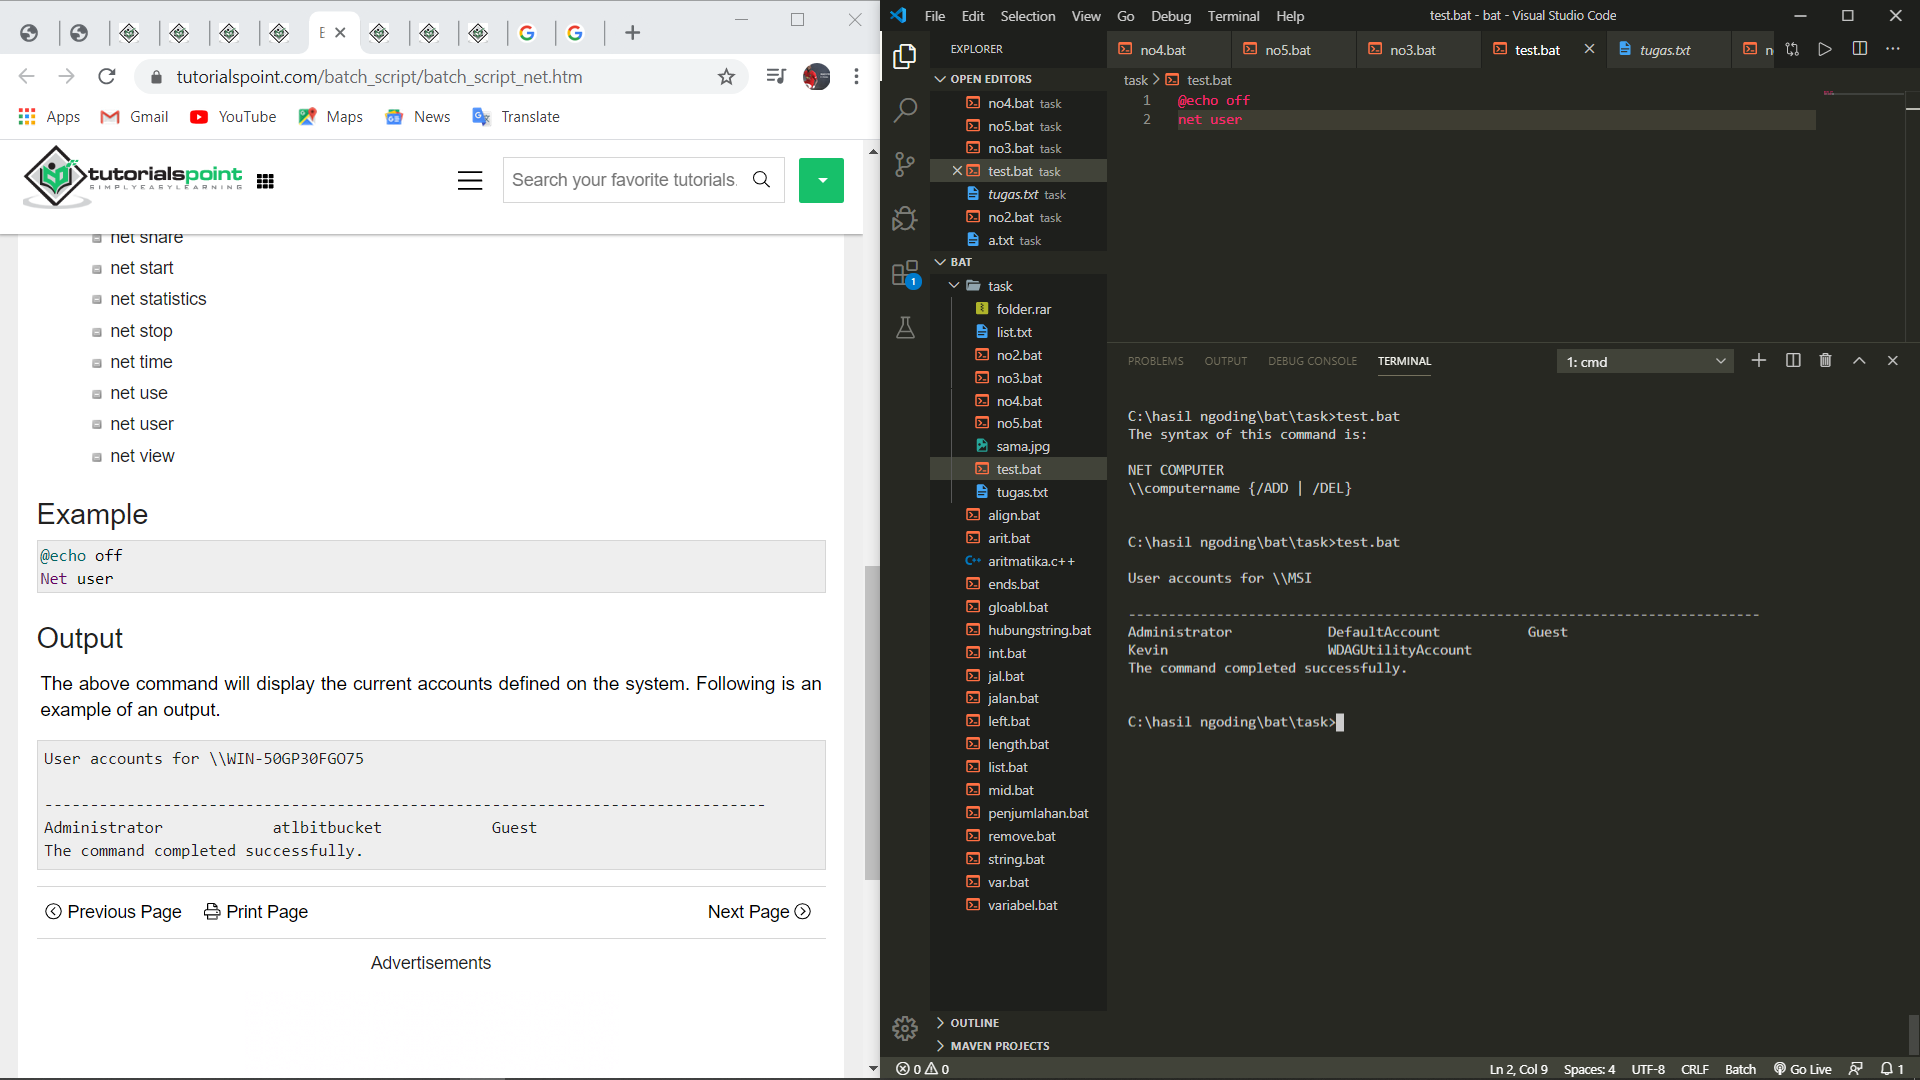 E
tutorialspoint.com/batch_script/batch_script_net.htm
Apps
Gmail
YouTube
Maps
News
Translate
tutorialspoint
SIMPLYEASYLEARNING
Search your favorite tutorials.
net share
net start
net statistics
net stop
net time
net use
net user
net view
Example
@echo off
Net user
Output
The above command will display the current accounts defined on the system. Following is an
example of an output.
User accounts for \\WIN-50GP30FGO75
-------------------------------------------------------------------------------
Administrator atlbitbucket Guest
The command completed successfully.
Previous Page
Print Page
Next Page
Advertisements
File Edit Selection View Go Debug Terminal Help
test.bat - bat - Visual Studio Code
EXPLORER
OPEN EDITORS
no4.bat task
no5.bat task
no3.bat task
test.bat task
tugas.txt task
no2.bat task
a.txt task
BAT
task
folder.rar
list.txt
no2.bat
no3.bat
no4.bat
no5.bat
sama.jpg
test.bat
tugas.txt
align.bat
arit.bat
aritmatika.c++
ends.bat
gloabl.bat
hubungstring.bat
int.bat
jal.bat
jalan.bat
left.bat
length.bat
list.bat
mid.bat
penjumlahan.bat
remove.bat
string.bat
var.bat
variabel.bat
OUTLINE
MAVEN PROJECTS
1
no4.bat
no5.bat
no3.bat
test.bat
tugas.txt
task > test.bat
1 @echo off
2 net user
PROBLEMS OUTPUT DEBUG CONSOLE TERMINAL
1: cmd
C:\hasil ngoding\bat\task>test.bat
The syntax of this command is:
NET COMPUTER
\\computername {/ADD | /DEL}
C:\hasil ngoding\bat\task>test.bat
User accounts for \\MSI
-------------------------------------------------------------------------------
Administrator DefaultAccount Guest
Kevin WDAGUtilityAccount
The command completed successfully.
C:\hasil ngoding\bat\task>
0 0
Ln 2, Col 9 Spaces: 4 UTF-8 CRLF Batch Go Live 1